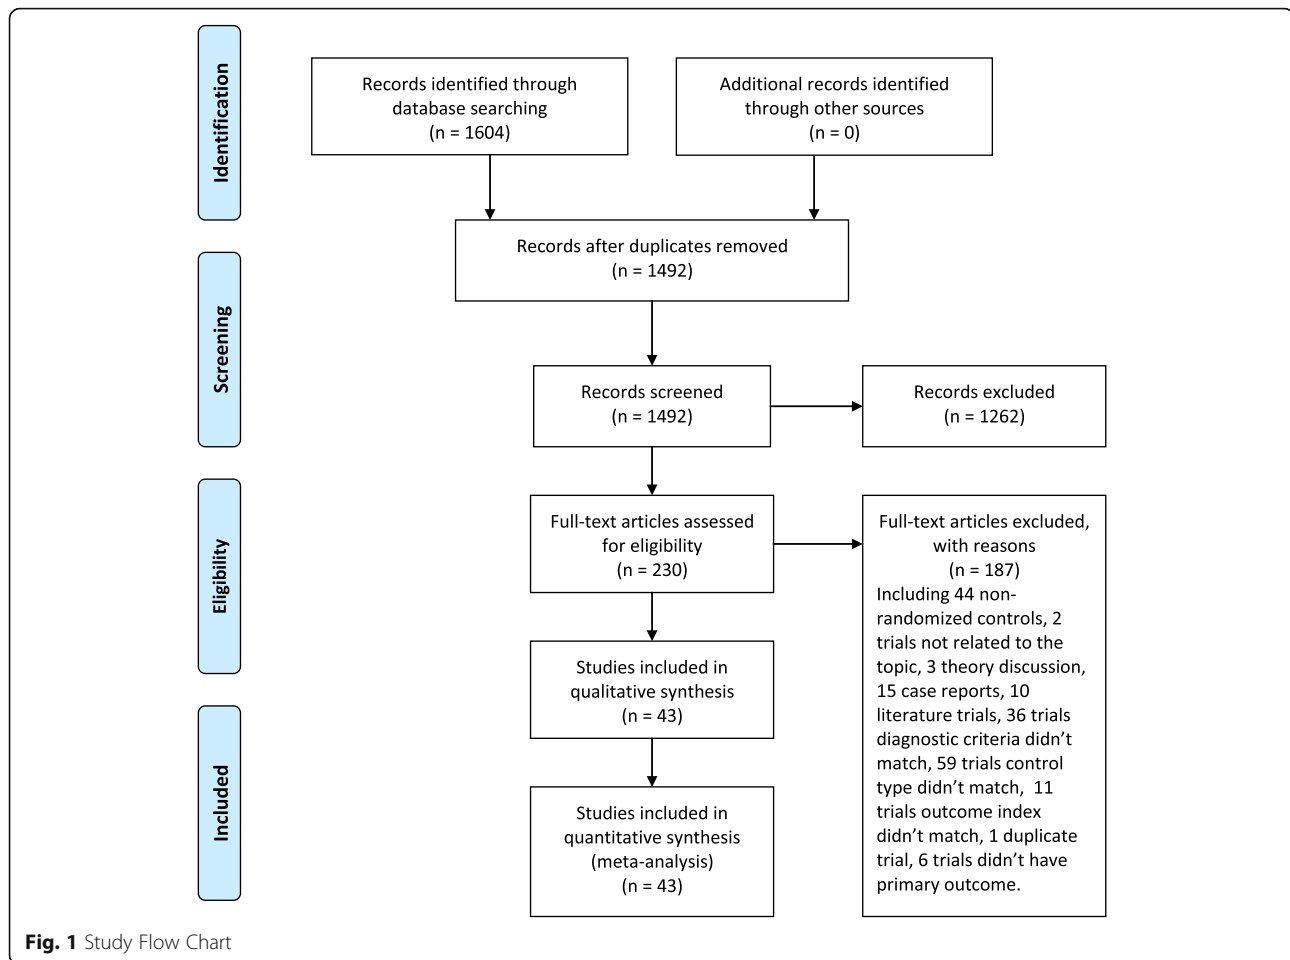 Identification
Records identified through
database searching
(n = 1604)
Additional records identified
through other sources
(n = 0)
Records after duplicates removed
(n = 1492)
Screening
Records screened
(n = 1492)
Records excluded
(n = 1262)
Eligibility
Full-text articles assessed
for eligibility
(n = 230)
Full-text articles excluded,
with reasons
(n = 187)
Including 44 non-
randomized controls, 2
trials not related to the
topic, 3 theory discussion,
15 case reports, 10
literature trials, 36 trials
diagnostic criteria didn’t
match, 59 trials control
type didn’t match,  11
trials outcome index
didn’t match, 1 duplicate
trial, 6 trials didn’t have
primary outcome.
Studies included in
qualitative synthesis
(n = 43)
Included
Studies included in
quantitative synthesis
(meta-analysis)
(n = 43)
Fig. 1 Study Flow Chart